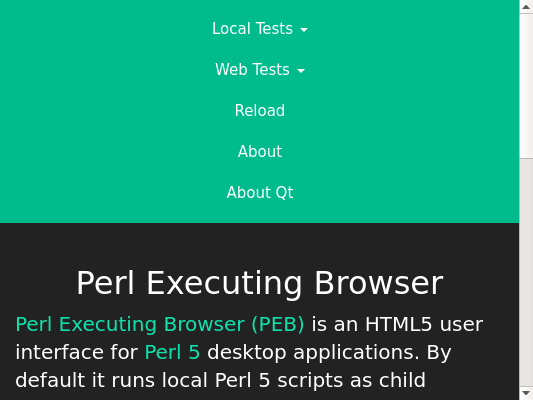 Local Tests
Web Tests
Reload
About
About Qt
Perl Executing Browser
Perl Executing Browser (PEB) is an HTML5 user
interface for Perl 5 desktop applications. By
default it runs local Perl 5 scripts as child